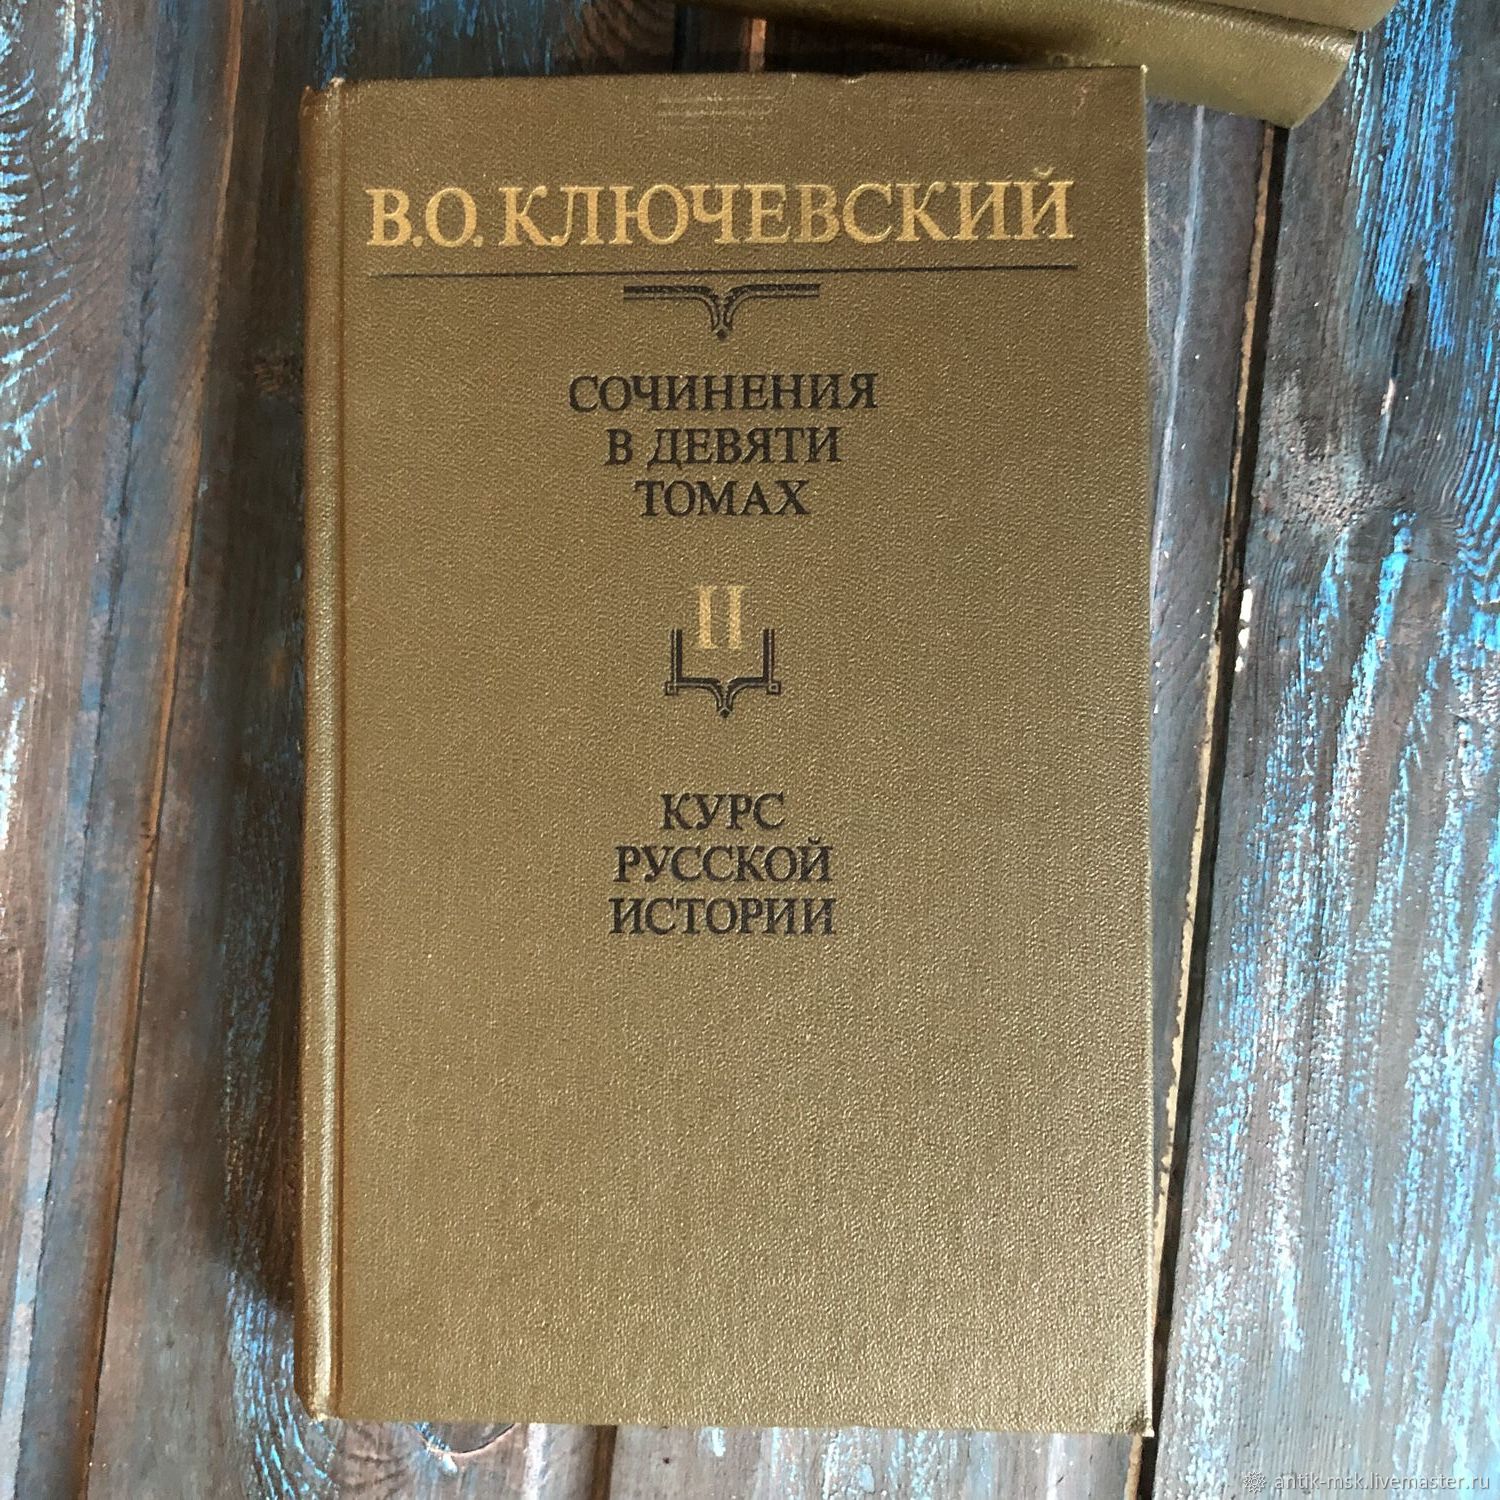 В.О. КЛЮЧЕВСКИЙ
СОЧИНЕНИЯ
В ДЕВЯТИ
ТОМАХ
II
КУРС
РУССКОЙ
ИСТОРИИ
antik-msk.livemaster.ru